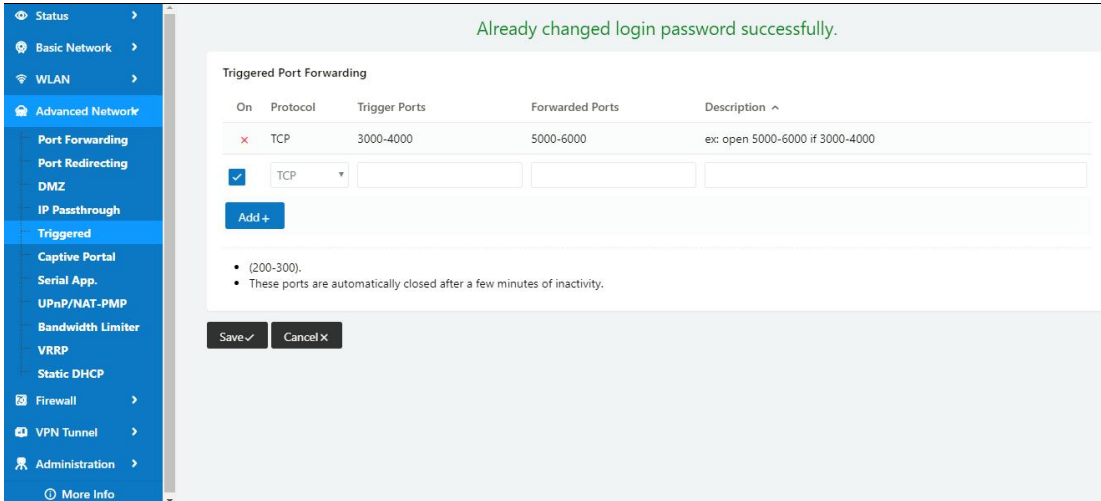 Status
Basic Network
WLAN
Advanced Network
Port Forwarding
Port Redirecting
DMZ
IP Passthrough
Triggered
Captive Portal
Serial App.
UPnP/NAT-PMP
Bandwidth Limiter
VRRP
Static DHCP
Firewall
VPN Tunnel
Administration
More Info
Already changed login password successfully.
Triggered Port Forwarding
On Protocol Trigger Ports Forwarded Ports Description
TCP 3000-4000 5000-6000 ex: open 5000-6000 if 3000-4000
TCP
Add+
• (200-300).
• These ports are automatically closed after a few minutes of inactivity.
Save Cancel